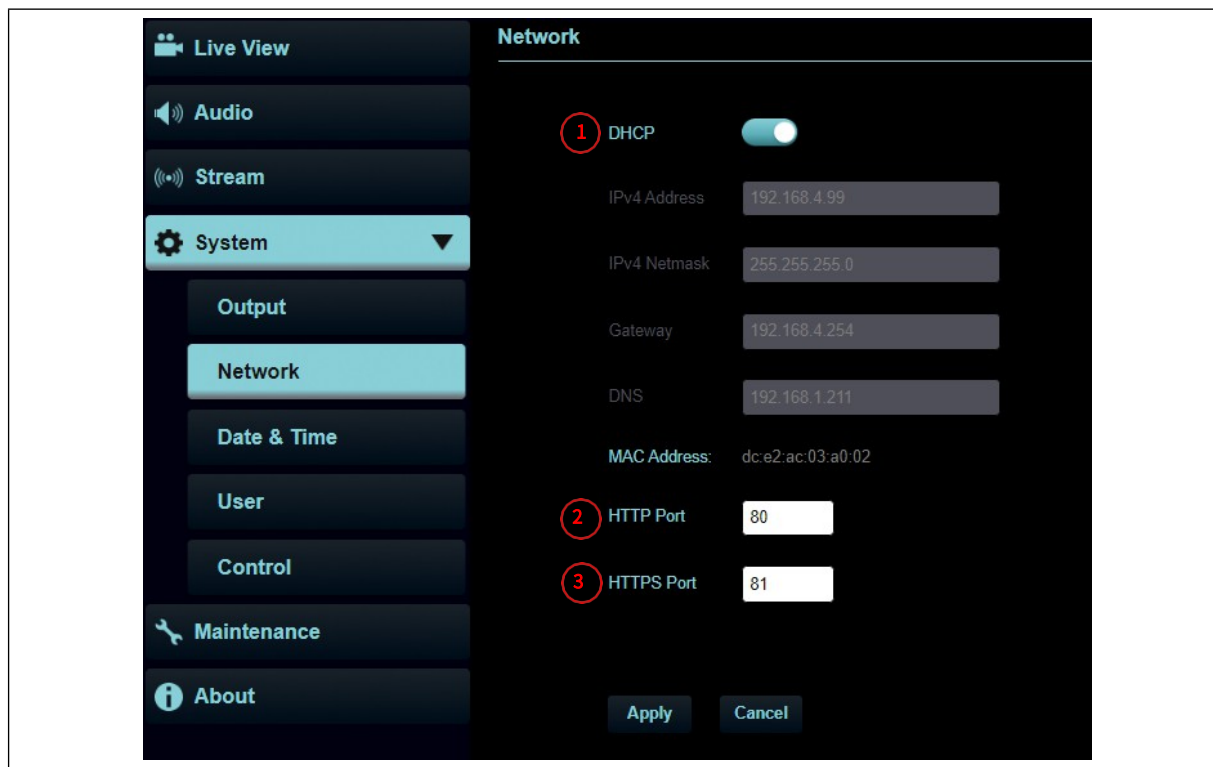 Live View
Audio
Stream
System
Output
Network
Date & Time
User
Control
Maintenance
About
Network
1 DHCP
IPv4 Address 192.168.4.99
IPv4 Netmask 255.255.255.0
Gateway 192.168.4.254
DNS 192.168.1.211
MAC Address: dc:e2:ac:03:a0:02
2 HTTP Port 80
3 HTTPS Port 81
Apply Cancel